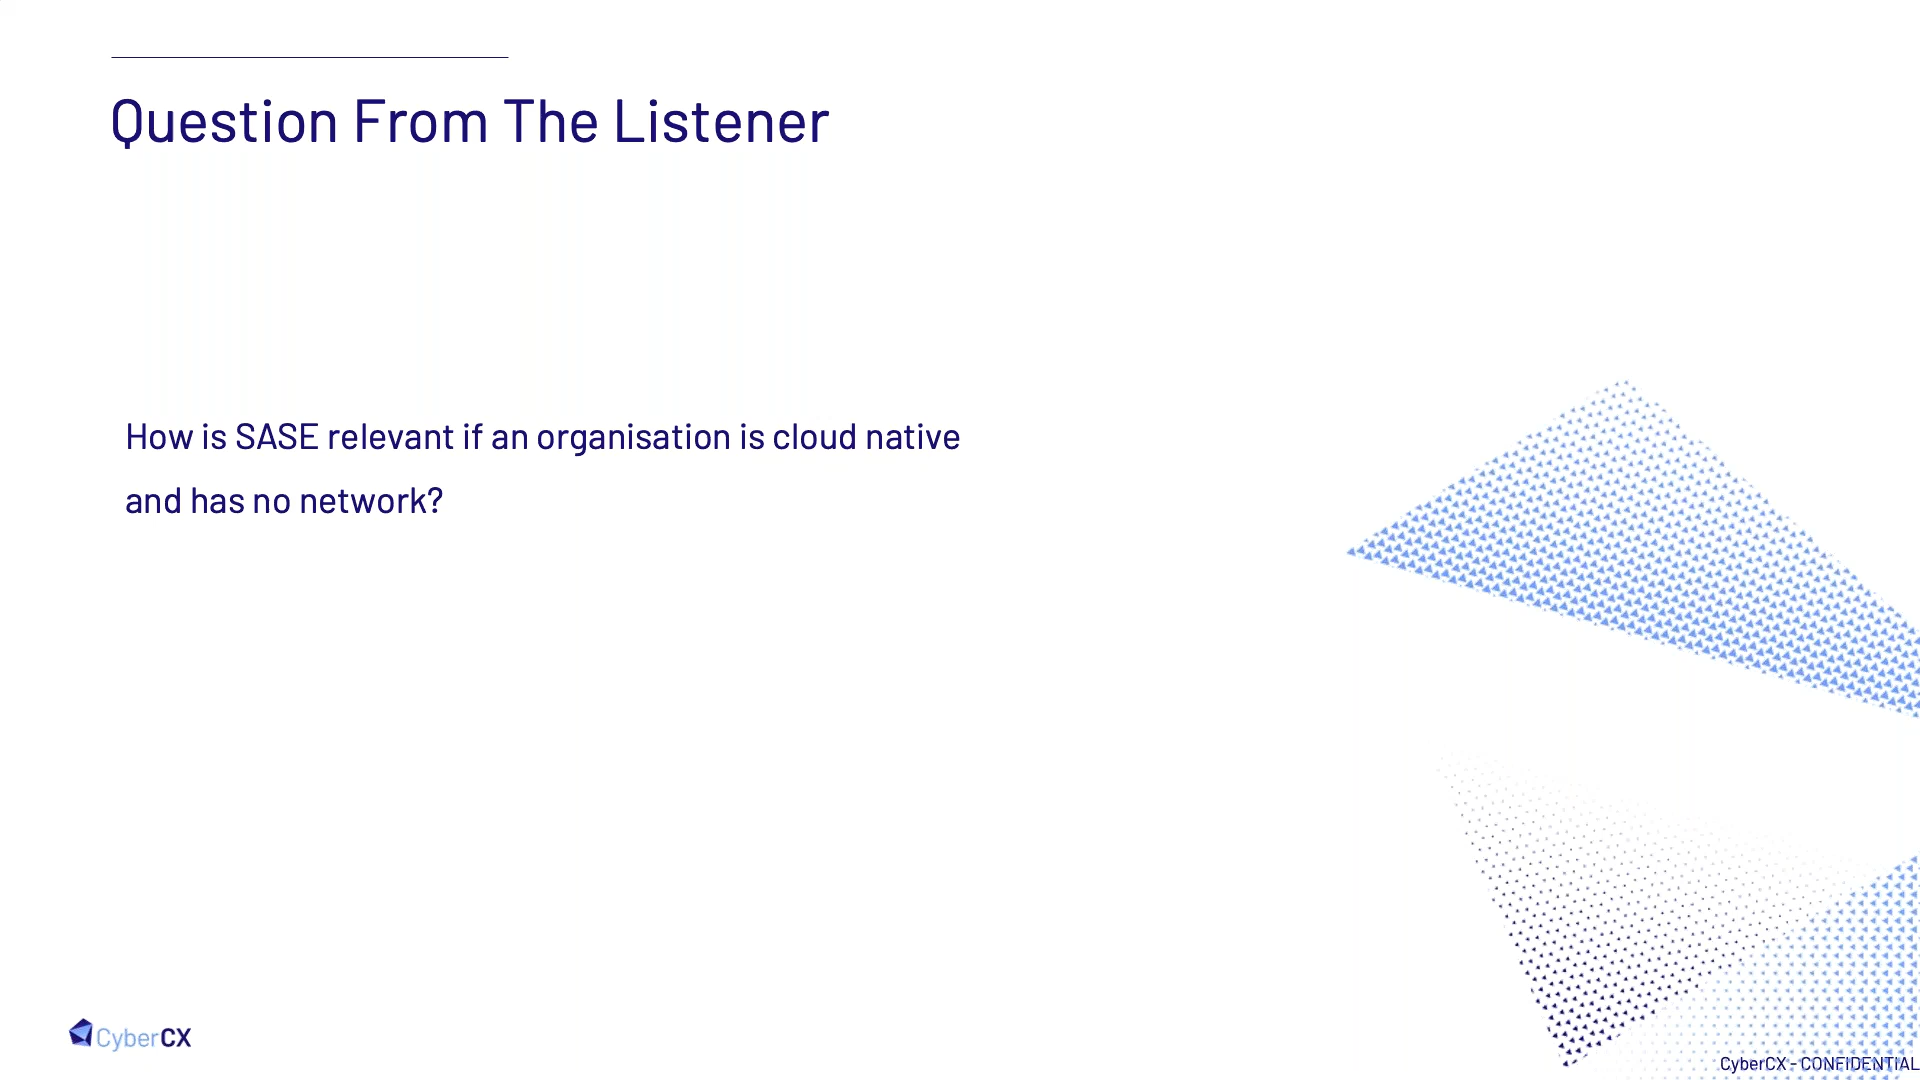 Question From The Listener
How is SASE relevant if an organisation is cloud native
and has no network?
CyberCX
CyberCX - CONFIDENTIAL